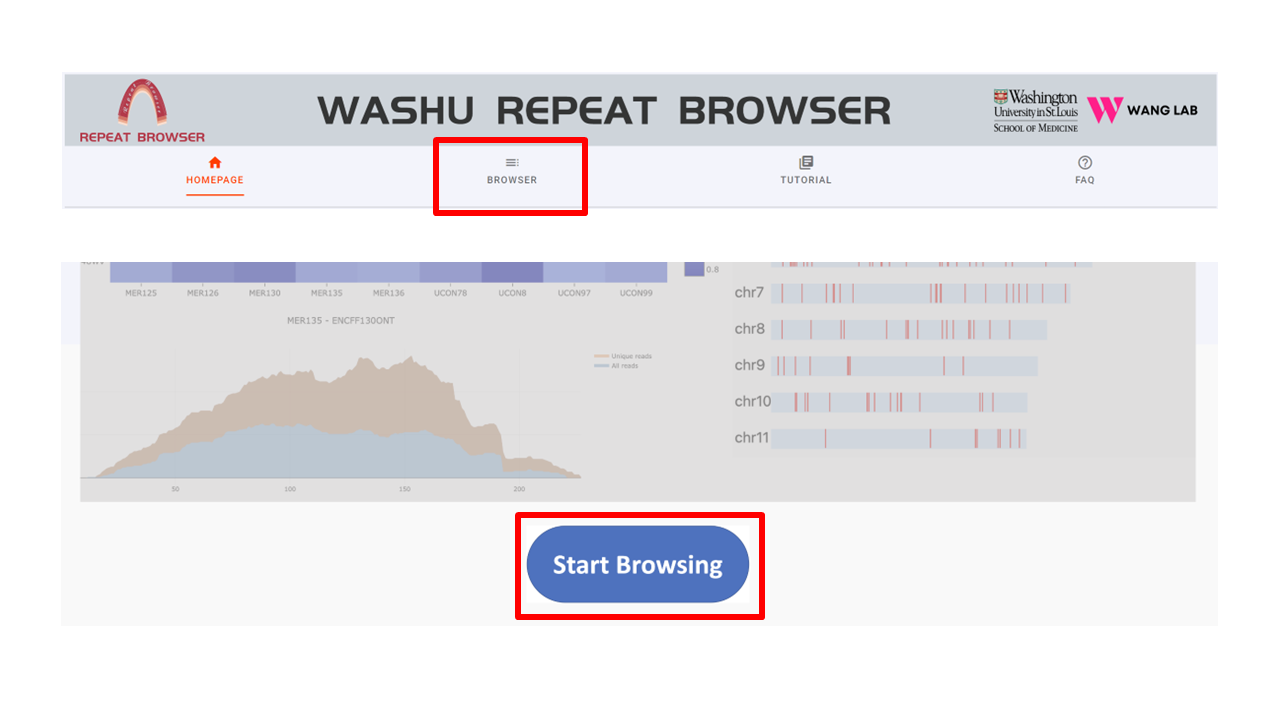 REPEAT BROWSER
WASHU REPEAT BROWSER
Washington
University in St. Louis
SCHOOL OF MEDICINE
WANG LAB
HOMEPAGE
BROWSER
TUTORIAL
FAQ
MER125 MER126 MER130 MER135 MER136 UCON78 UCON8 UCON97 UCON99
0.8
MER135 - ENCFF130ONT
Unique reads
All reads
50 100 150 200
chr7
chr8
chr9
chr10
chr11
Start Browsing